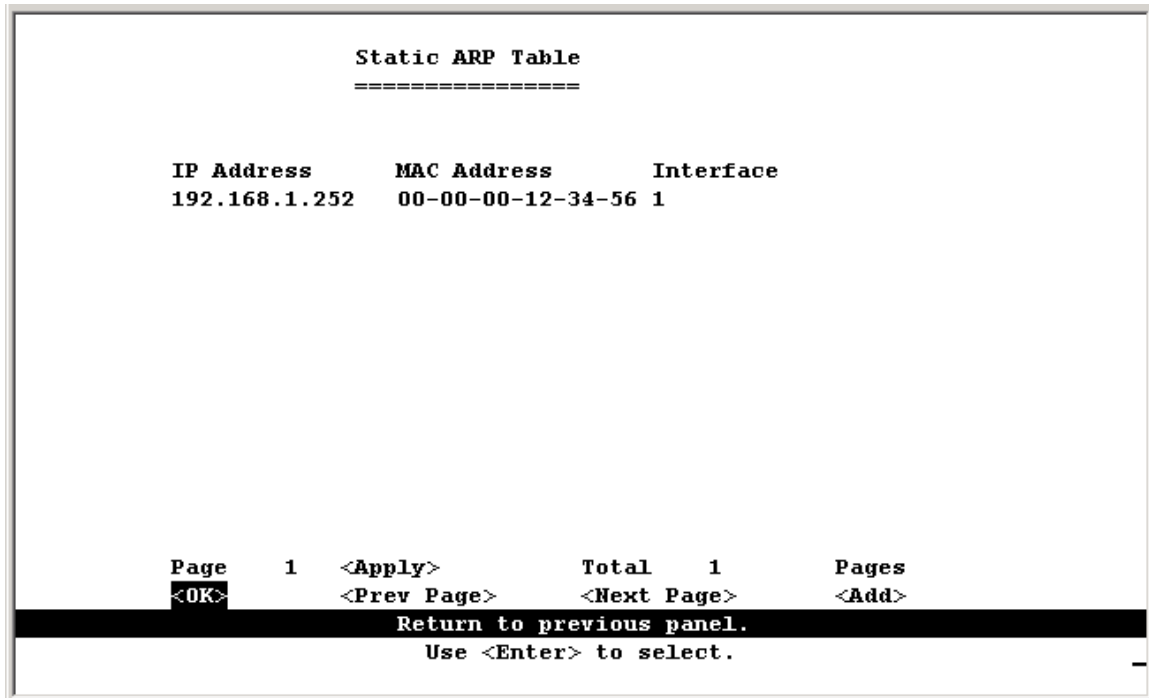 Static ARP Table
================
IP Address MAC Address Interface
192.168.1.252 00-00-00-12-34-56 1
Page 1 <Apply> Total 1 Pages
<OK> <Prev Page> <Next Page> <Add>
Return to previous panel.
Use <Enter> to select.